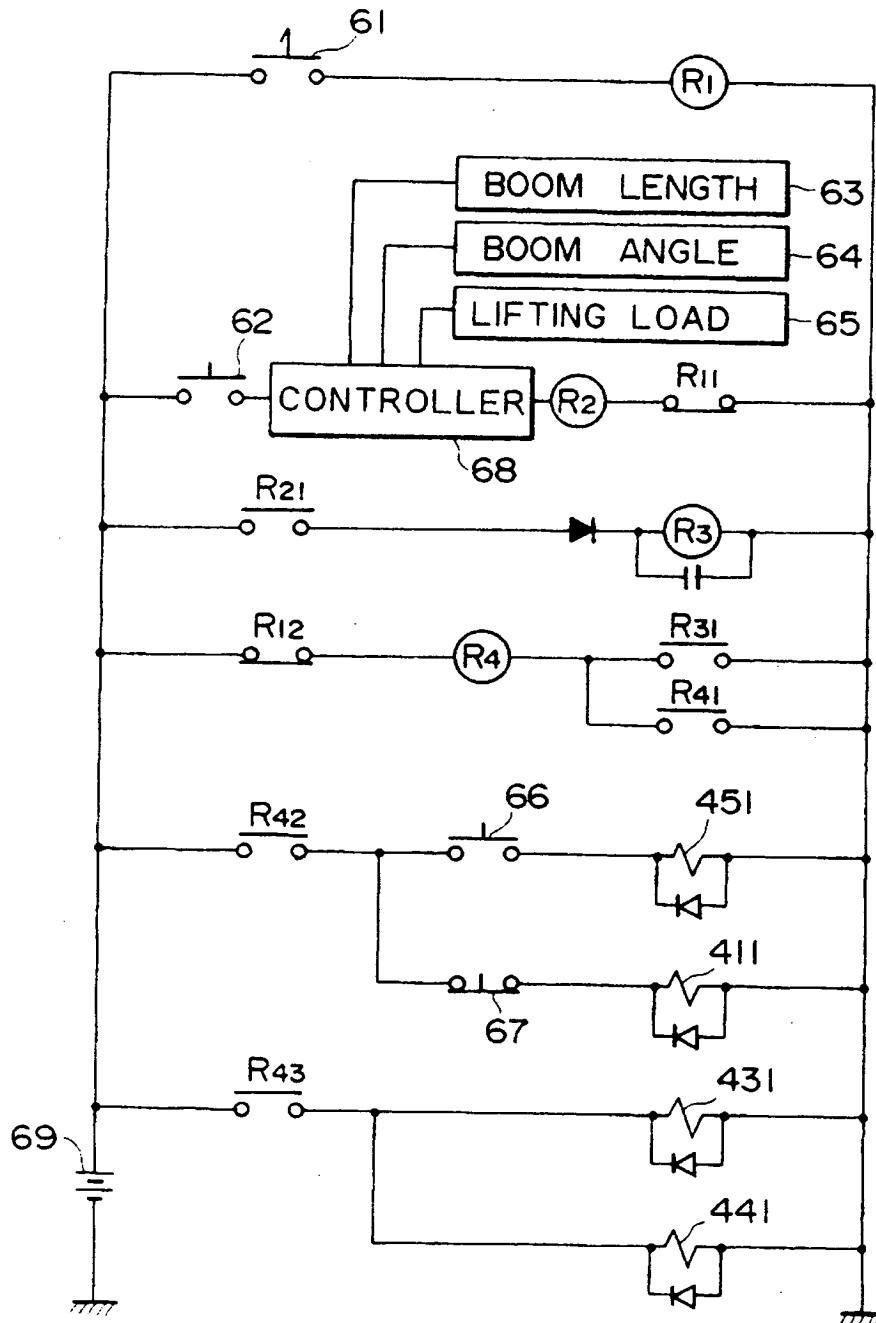 61
R1
BOOM LENGTH
63
BOOM ANGLE
64
LIFTING LOAD
65
62
CONTROLLER
R2
R11
68
R21
R3
R12
R4
R31
R41
R42
66
451
67
411
R43
431
69
441